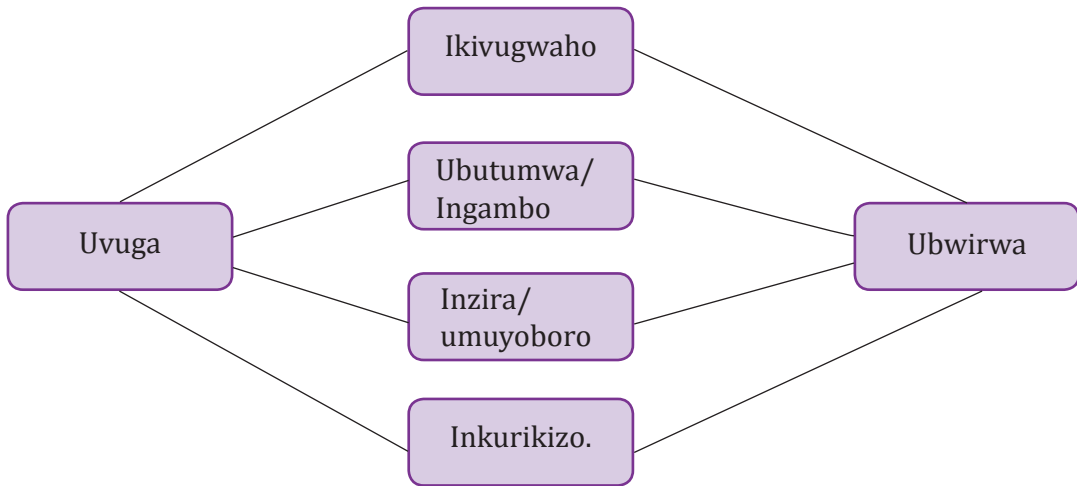 Ikivugwaho
Ubutumwa/
Ingambo
Uvuga
Ubwirwa
Inzira/
umuyoboro
Inkurikizo.